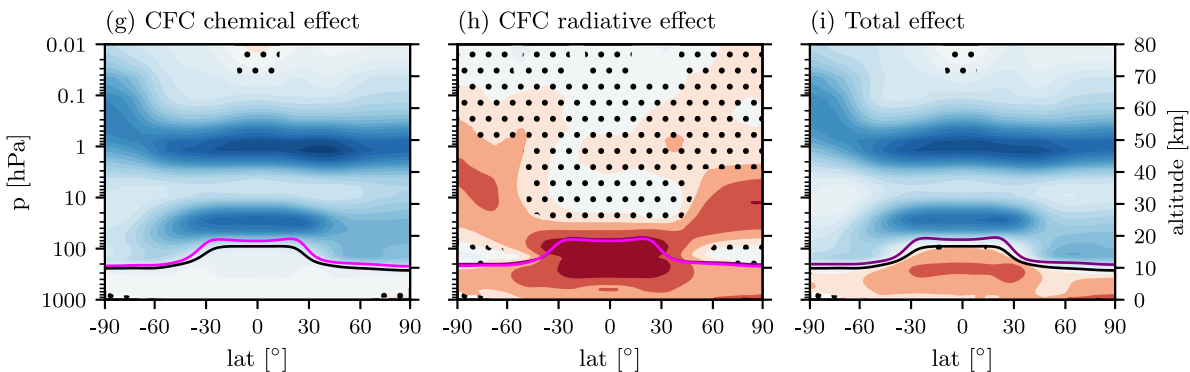 (g) CFC chemical effect
(h) CFC radiative effect
(i) Total effect
p [hPa]
0.01
0.1
1
10
100
1000
-90 -60 -30 0 30 60 90
lat [°]
-90 -60 -30 0 30 60 90
lat [°]
-90 -60 -30 0 30 60 90
lat [°]
80
70
60
50
40
30
20
10
0
altitude [km]